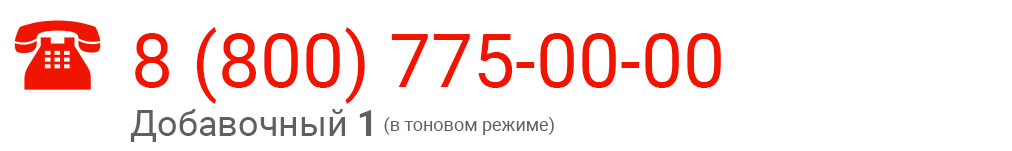 8 (800) 775-00-00
Добавочный 1 (в тоновом режиме)